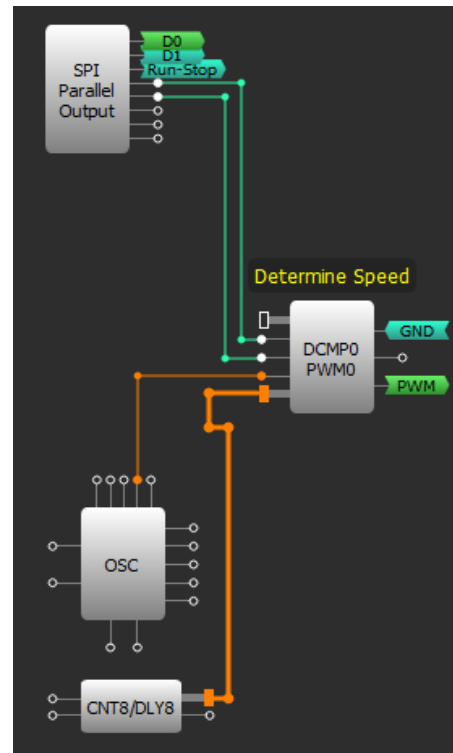 D0
D1
Run-Stop
SPI
Parallel
Output
Determine Speed
DCMP0
PWM0
GND
PWM
OSC
CNT8/DLY8